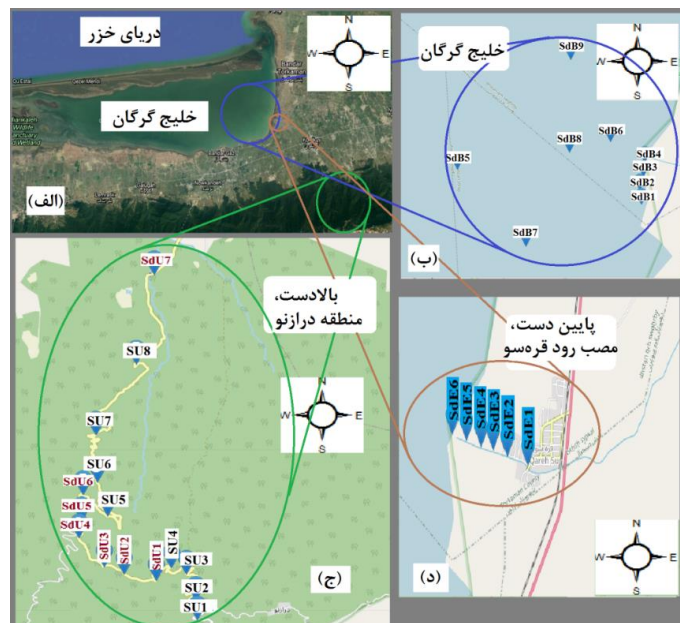 دریای خزر
N
W
E
S
خلیج گرگان
(الف)
خلیج گرگان
N
W
E
S
SdB9
SdB6
SdB8
SdB4
SdB5
SdB3
SdB2
SdB1
SdB7
(ب)
SdU7
بالادست،
منطقه درازنو
SU8
N
W
E
S
SU7
SU6
SdU6
SU5
SdU5
SdU4
SU4
SdU3
SdU2
SdU1
SU3
SU2
SU1
(ج)
پایین دست،
مصب رود قره‌سو
SdE6
SdE5
SdE4
SdE3
SdE2
SdE1
N
W
E
S
(د)